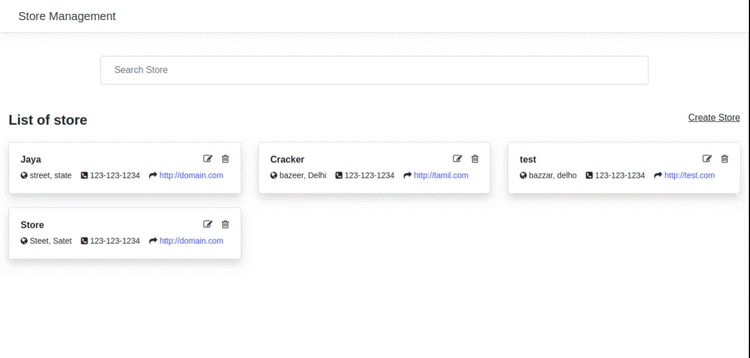 Store Management
Search Store
List of store
Create Store
Jaya
street, state 123-123-1234 http://domain.com
Cracker
bazeer, Delhi 123-123-1234 http://tamil.com
test
bazzar, delho 123-123-1234 http://test.com
Store
Steet, Satet 123-123-1234 http://domain.com